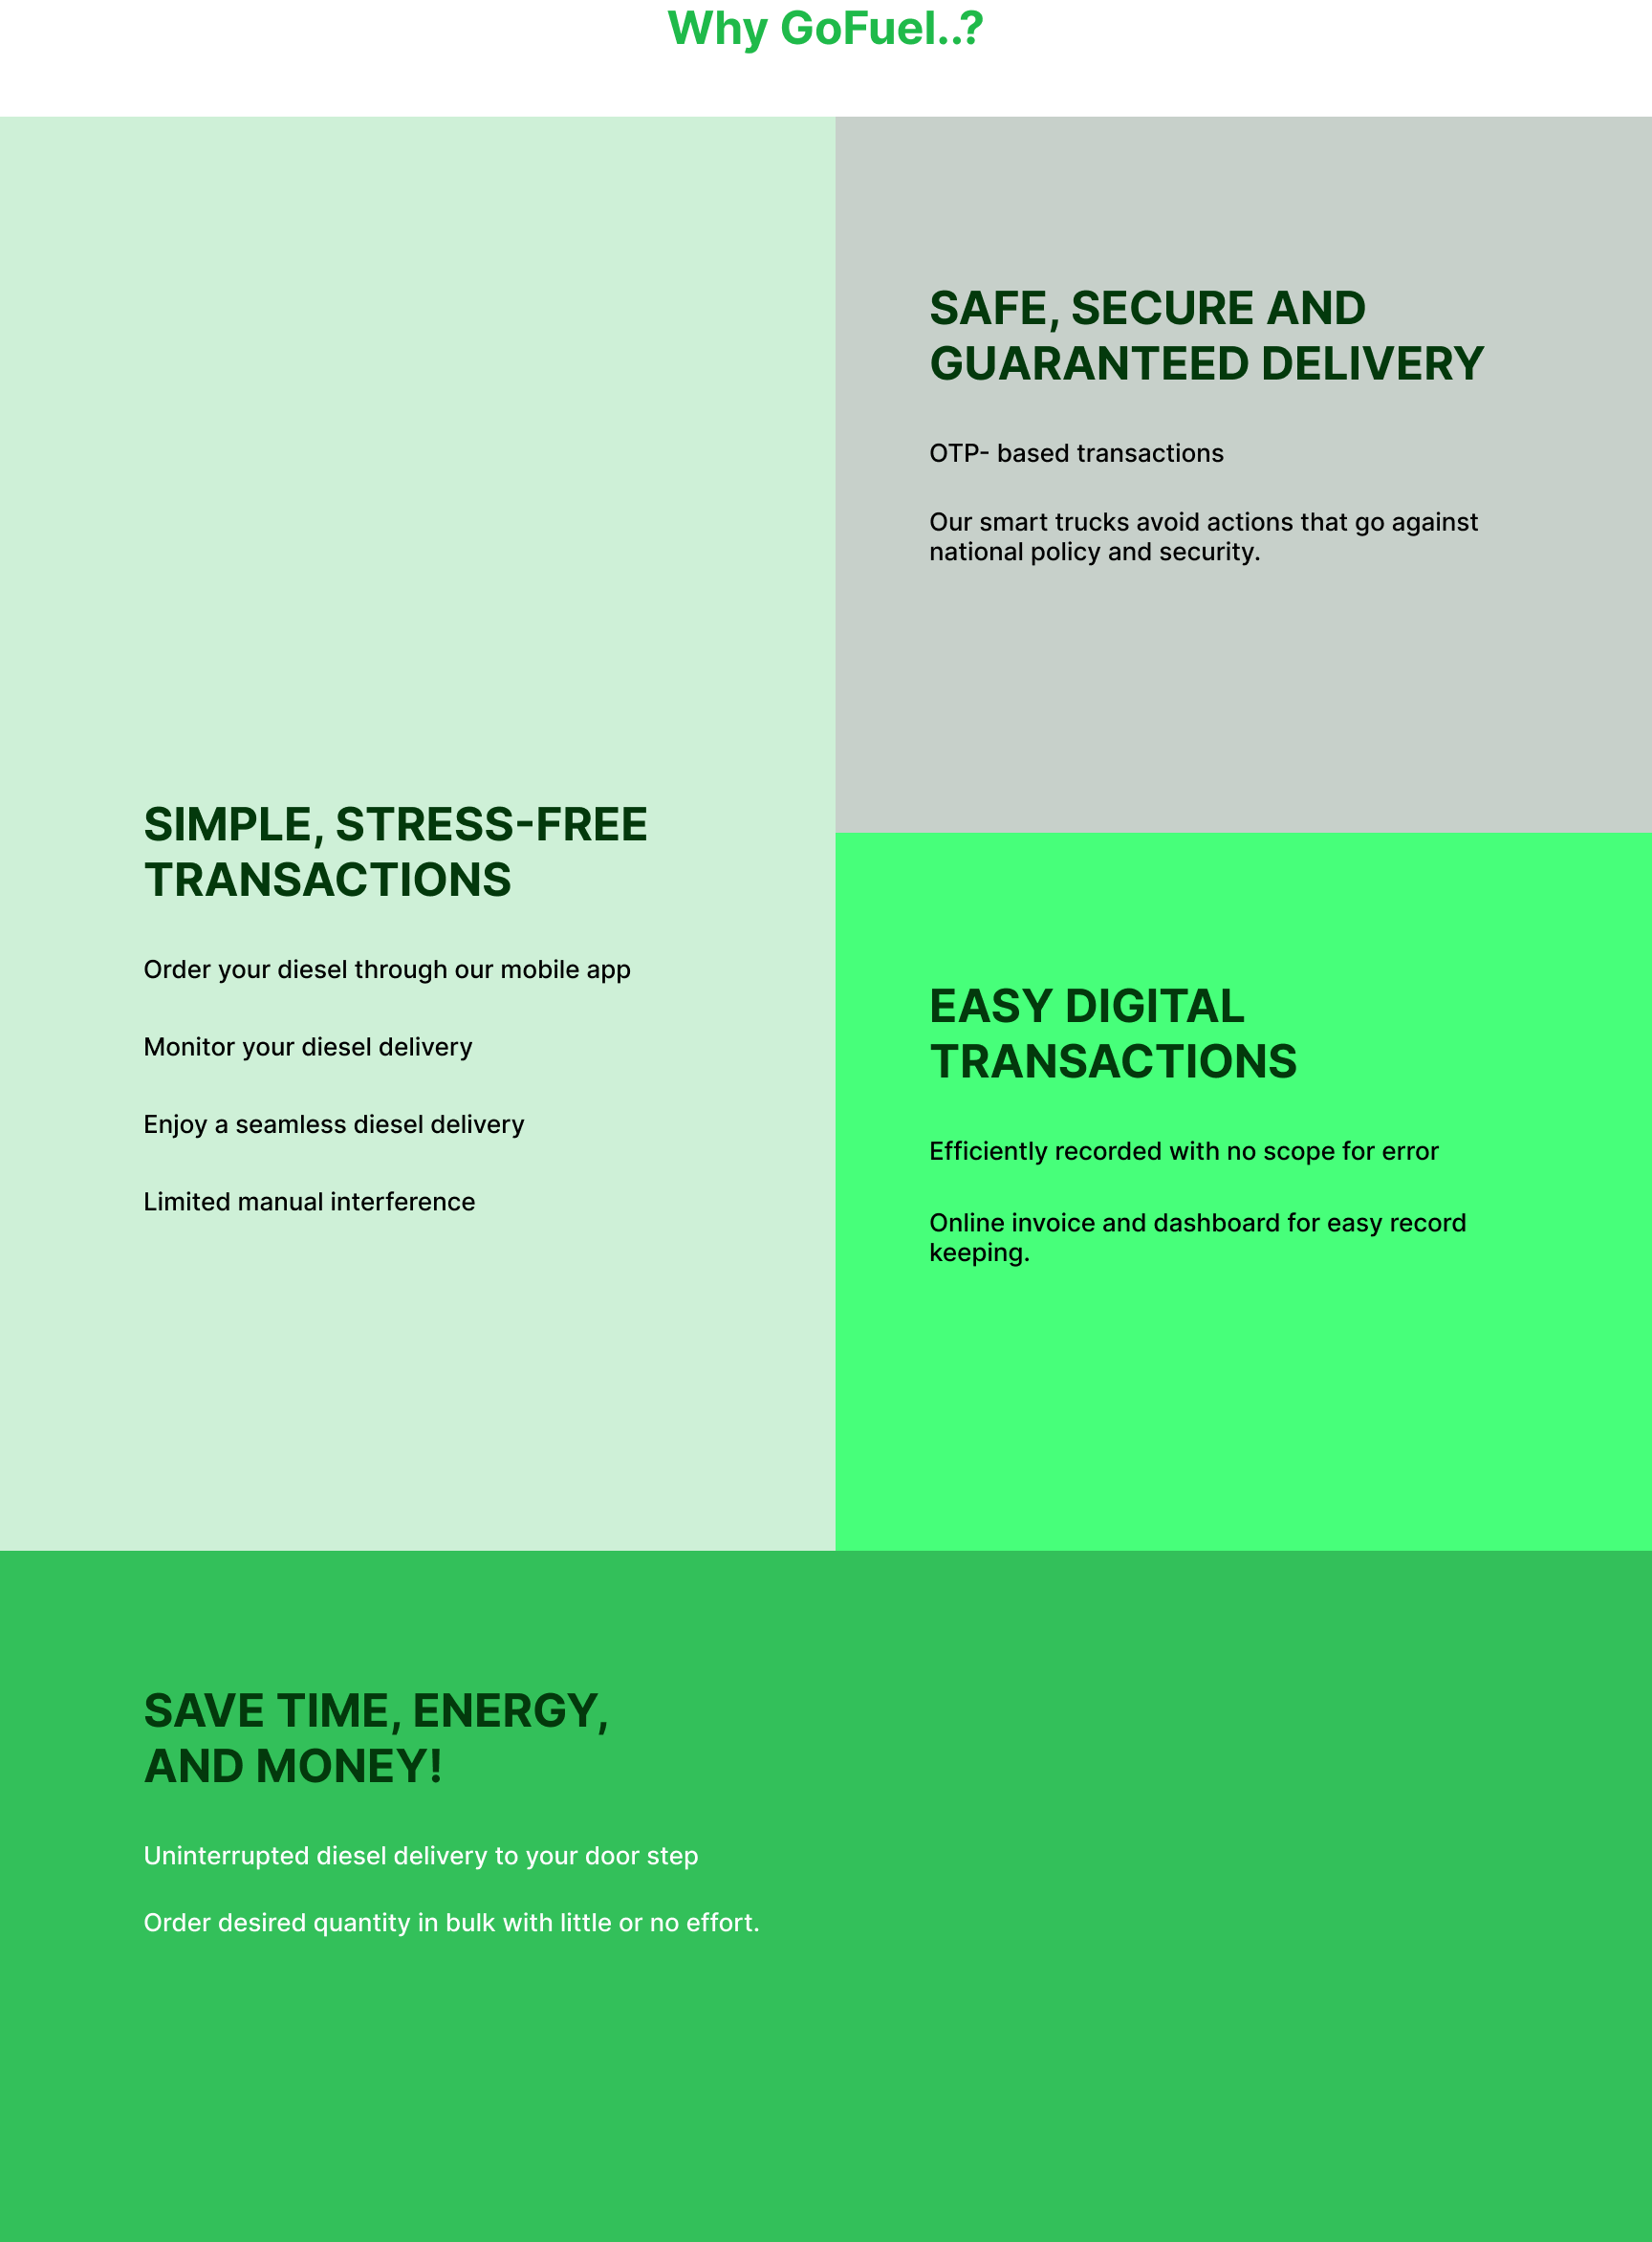 Why GoFuel..?
SAFE, SECURE AND
GUARANTEED DELIVERY
OTP- based transactions
Our smart trucks avoid actions that go against
national policy and security.
SIMPLE, STRESS-FREE
TRANSACTIONS
Order your diesel through our mobile app
Monitor your diesel delivery
Enjoy a seamless diesel delivery
Limited manual interference
EASY DIGITAL
TRANSACTIONS
Efficiently recorded with no scope for error
Online invoice and dashboard for easy record
keeping.
SAVE TIME, ENERGY,
AND MONEY!
Uninterrupted diesel delivery to your door step
Order desired quantity in bulk with little or no effort.